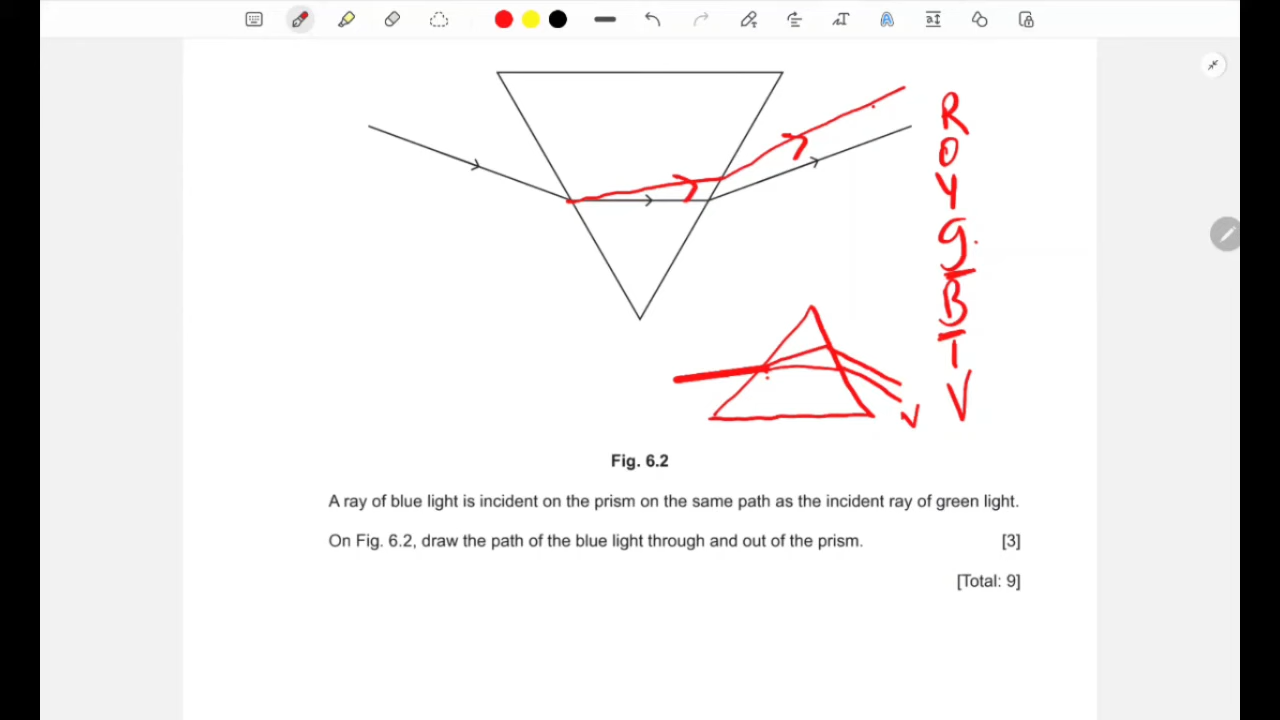 R
O
Y
G
B
I
V
V
Fig. 6.2
A ray of blue light is incident on the prism on the same path as the incident ray of green light.
On Fig. 6.2, draw the path of the blue light through and out of the prism. [3]
[Total: 9]